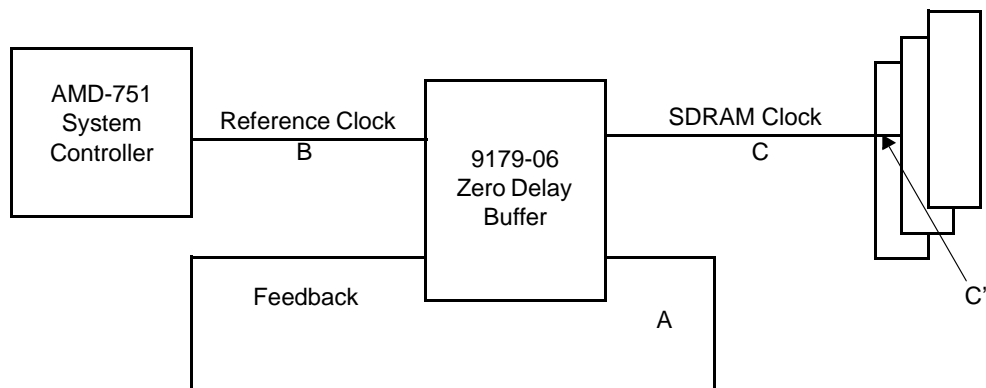 AMD-751
System
Controller
Reference Clock
B
9179-06
Zero Delay
Buffer
SDRAM Clock
C
Feedback
A
C’